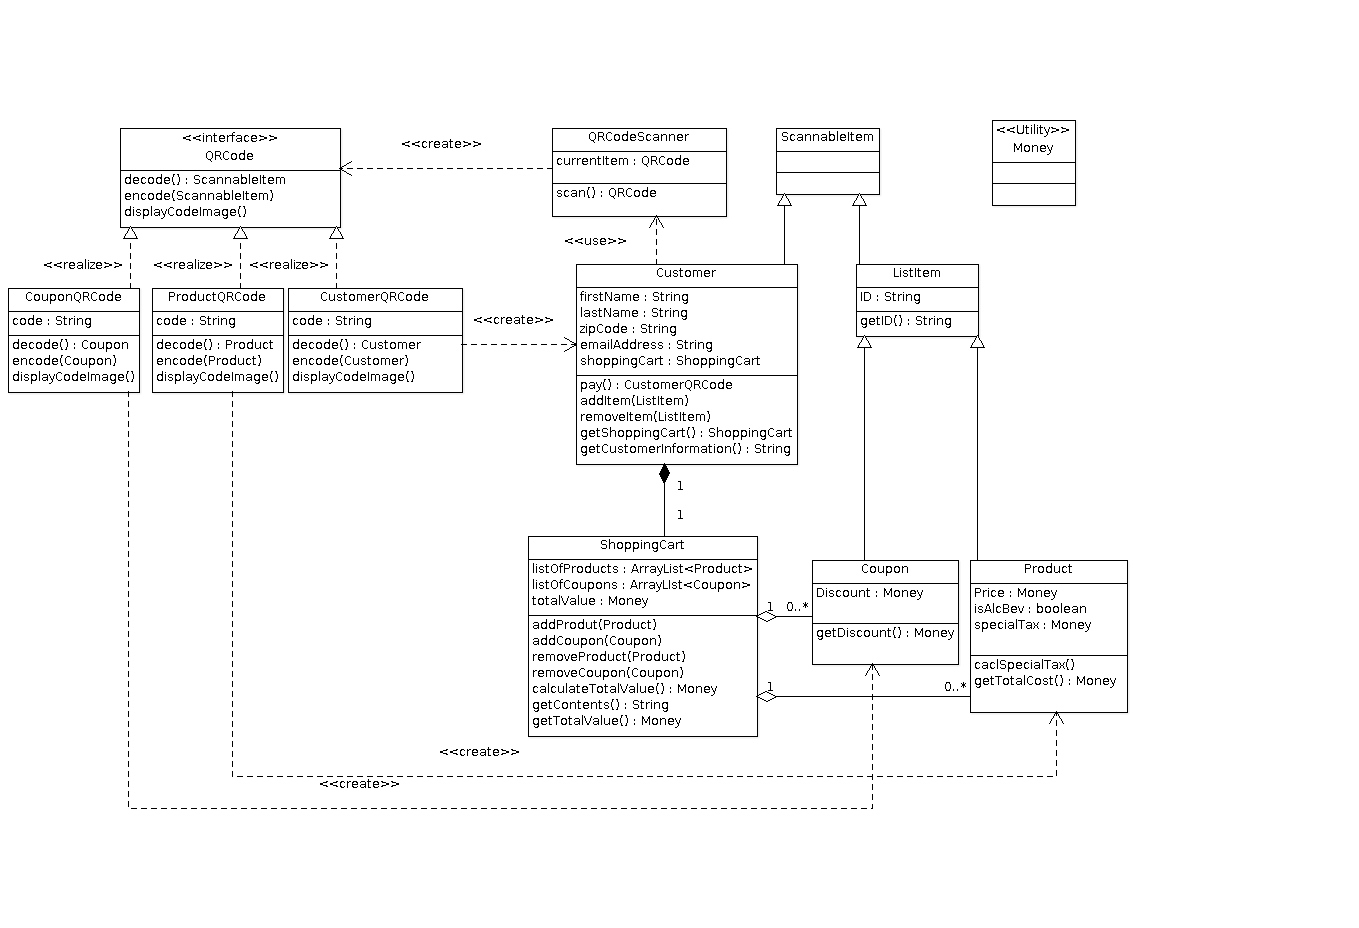 <<interface>>
QRCode
decode() : ScannableItem
encode(ScannableItem)
displayCodeImage()
<<create>>
QRCodeScanner
currentItem : QRCode
scan() : QRCode
ScannableItem
<<Utility>>
Money
<<use>>
<<realize>>
<<realize>>
<<realize>>
CouponQRCode
code : String
decode() : Coupon
encode(Coupon)
displayCodeImage()
ProductQRCode
code : String
decode() : Product
encode(Product)
displayCodeImage()
CustomerQRCode
code : String
decode() : Customer
encode(Customer)
displayCodeImage()
<<create>>
Customer
firstName : String
lastName : String
zipCode : String
emailAddress : String
shoppingCart : ShoppingCart
pay() : CustomerQRCode
addItem(ListItem)
removeItem(ListItem)
getShoppingCart() : ShoppingCart
getCustomerInformation() : String
ListItem
ID : String
getID() : String
1
1
ShoppingCart
listOfProducts : ArrayList<Product>
listOfCoupons : ArrayList<Coupon>
totalValue : Money
addProdut(Product)
addCoupon(Coupon)
removeProduct(Product)
removeCoupon(Coupon)
calculateTotalValue() : Money
getContents() : String
getTotalValue() : Money
1
0..*
1
0..*
Coupon
Discount : Money
getDiscount() : Money
Product
Price : Money
isAlcBev : boolean
specialTax : Money
caclSpecialTax()
getTotalCost() : Money
<<create>>
<<create>>